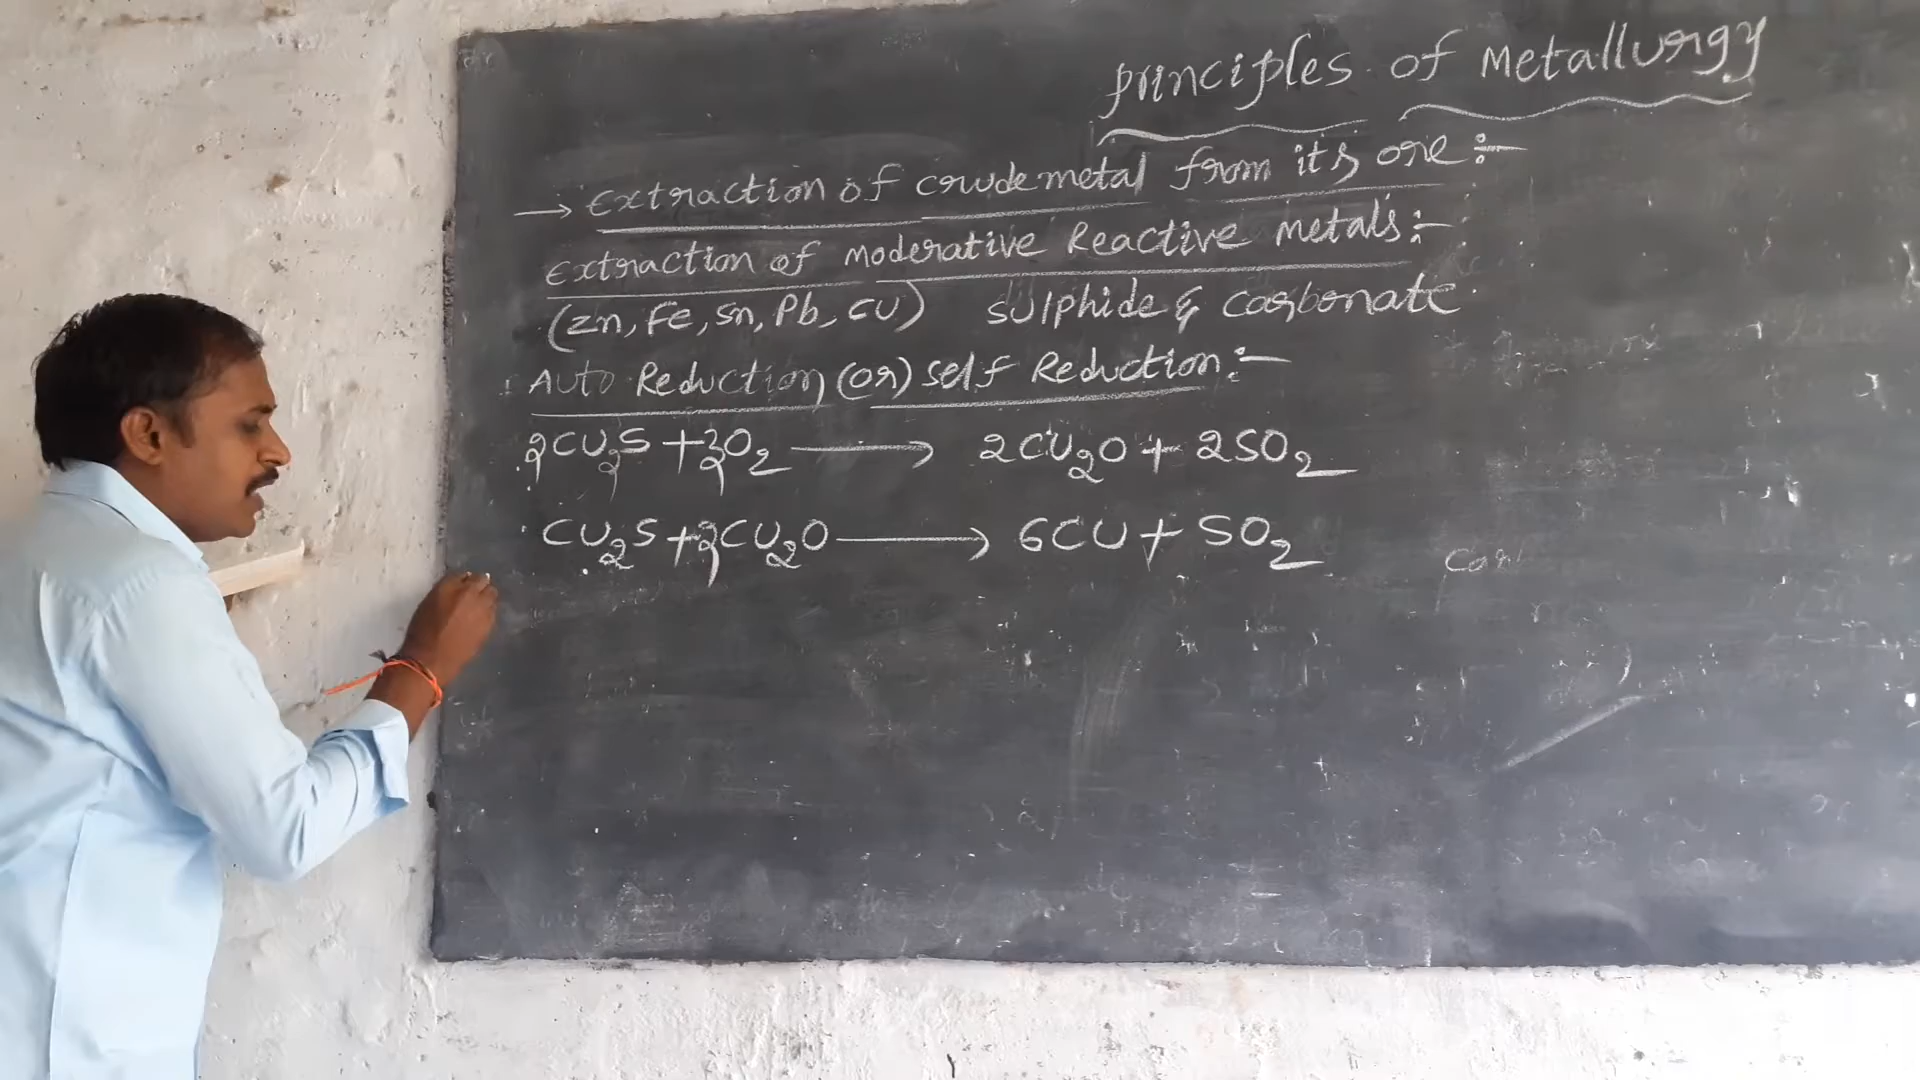 Principles of Metallurgy
→ Extraction of crude metal from its ore :-
Extraction of Moderative Reactive metals :-
(Zn, Fe, Sn, Pb, Cu) Sulphide & Carbonate.
Auto Reduction (or) self Reduction :-
2CU₂S + 3O₂ → 2CU₂O + 2SO₂
CU₂S + 2CU₂O → 6CU + SO₂